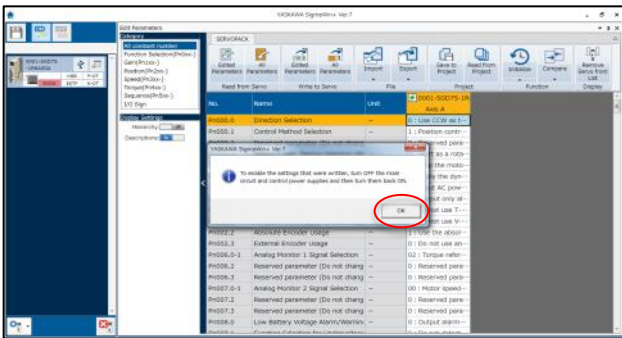 YASKAWA SigmaWin+ Ver.7
Edit Parameters
Category
All constant number
Function Selection(Pn0xx-)
Gain(Pn1xx-)
Position(Pn2xx-)
Speed(Pn3xx-)
Torque(Pn4xx-)
Sequence(Pn5xx-)
I/O Sign
Display Settings
Hierarchy
Descriptions
SERVOPACK
Edited Parameters
All Parameters
Edited Parameters
All Parameters
Import
Export
Save to Project
Read from Project
Initialize
Compare
Remove Servo from List
Read from Servo
Write to Servo
File
Project
Function
Display
No.
Name
Unit
Axis A
Pn000.0
Direction Selection
--
0 : Use CCW as t--
Pn000.1
Control Method Selection
--
1 : Position contr--
YASKAWA SigmaWin+ Ver.7
To enable the settings that were written, turn OFF the main
circuit and control power supplies and then turn them back ON.
OK
Pn002.2
Absolute Encoder Usage
--
Pn002.3
External Encoder Usage
--
0 : Do not use an--
Pn006.0-1
Analog Monitor 1 Signal Selection
--
02 : Torque refer--
Pn006.2
Reserved parameter (Do not chang
--
0 : Reserved para--
Pn006.3
Reserved parameter (Do not chang
--
0 : Reserved para--
Pn007.0-1
Analog Monitor 2 Signal Selection
--
00 : Motor speed--
Pn007.2
Reserved parameter (Do not chang
--
0 : Reserved para--
Pn007.3
Reserved parameter (Do not chang
--
0 : Reserved para--
Pn008.0
Low Battery Voltage Alarm/Warnin
--
0 : Output alarm--